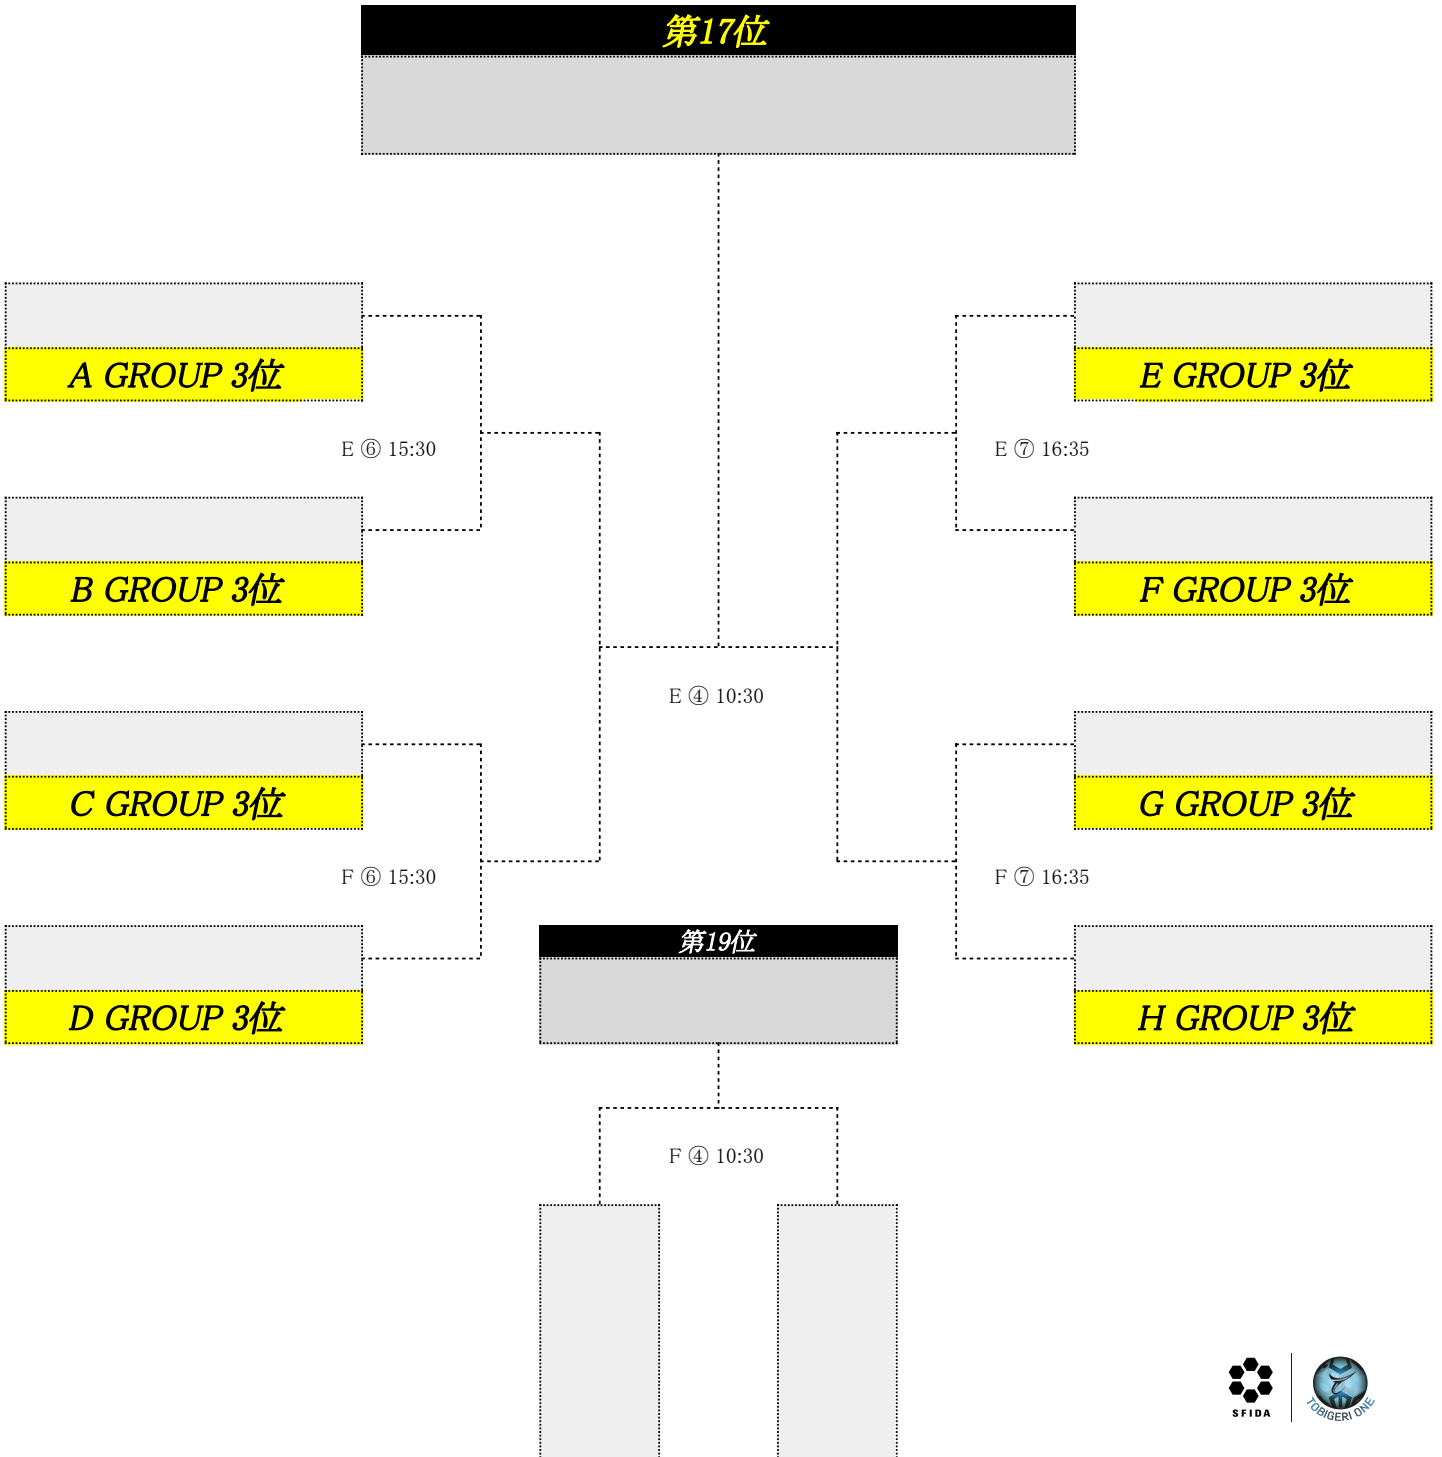 第17位
A GROUP 3位
E GROUP 3位
E ⑥ 15:30
E ⑦ 16:35
B GROUP 3位
F GROUP 3位
E ④ 10:30
C GROUP 3位
G GROUP 3位
F ⑥ 15:30
F ⑦ 16:35
第19位
D GROUP 3位
H GROUP 3位
F ④ 10:30
SFIDA
TOBIGERI ONE